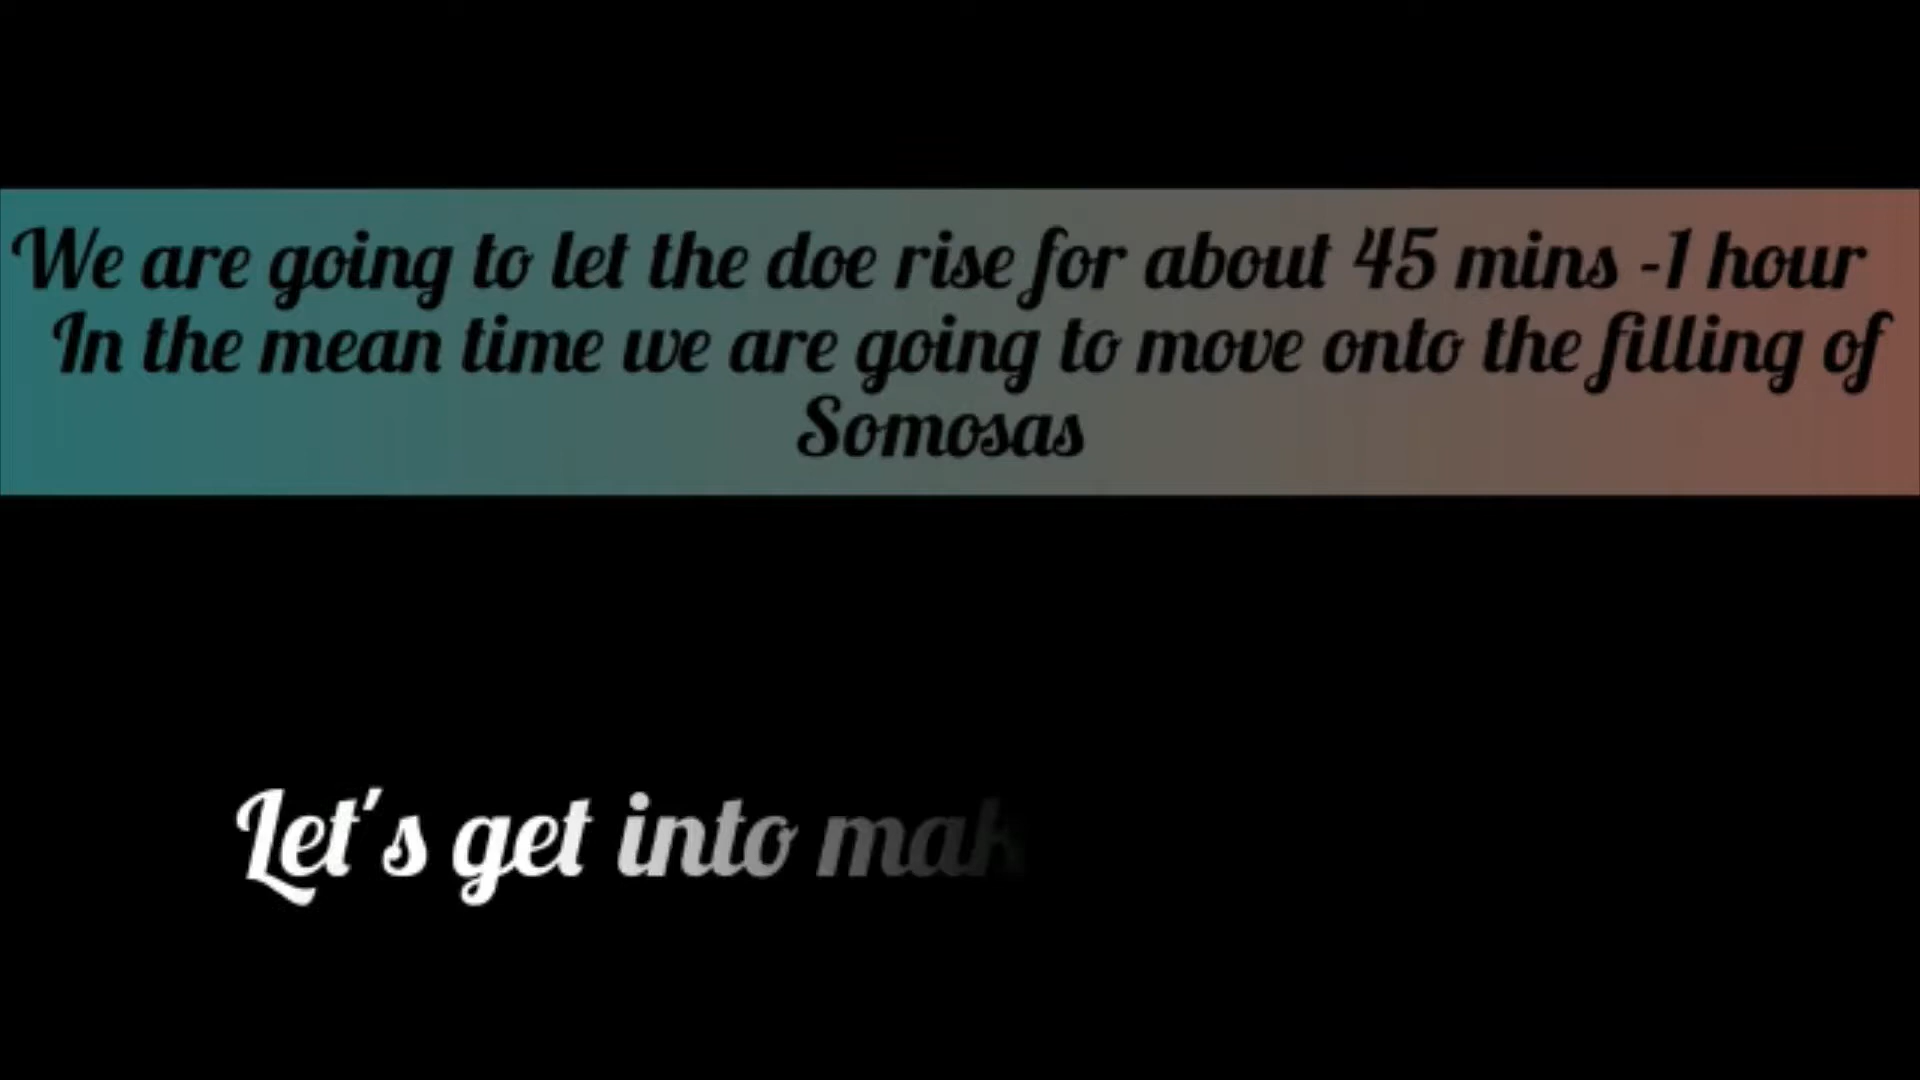 We are going to let the doe rise for about 45 mins -1 hour
In the mean time we are going to move onto the filling of
Somosas
Let's get into mak